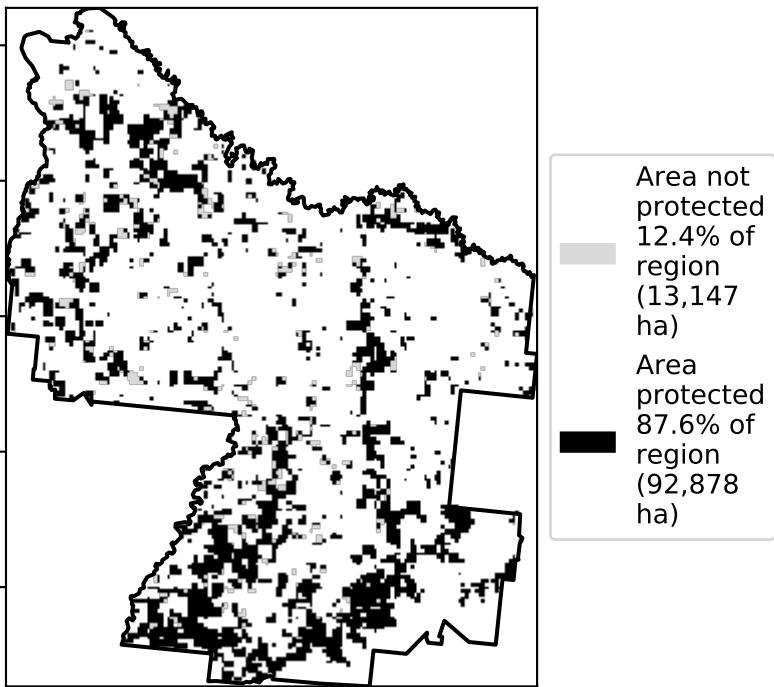 Area not
protected
12.4% of
region
(13,147
ha)
Area
protected
87.6% of
region
(92,878
ha)